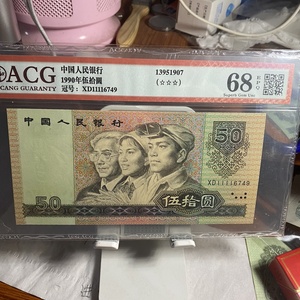 ACG
CANG GUARANTY
中国人民银行
1990年伍拾圆
冠号: XD11116749
13951907
(☆☆☆)
68 EPQ
Superb Gem Unc
中国人民银行
50
XD11116749
50
伍拾圆